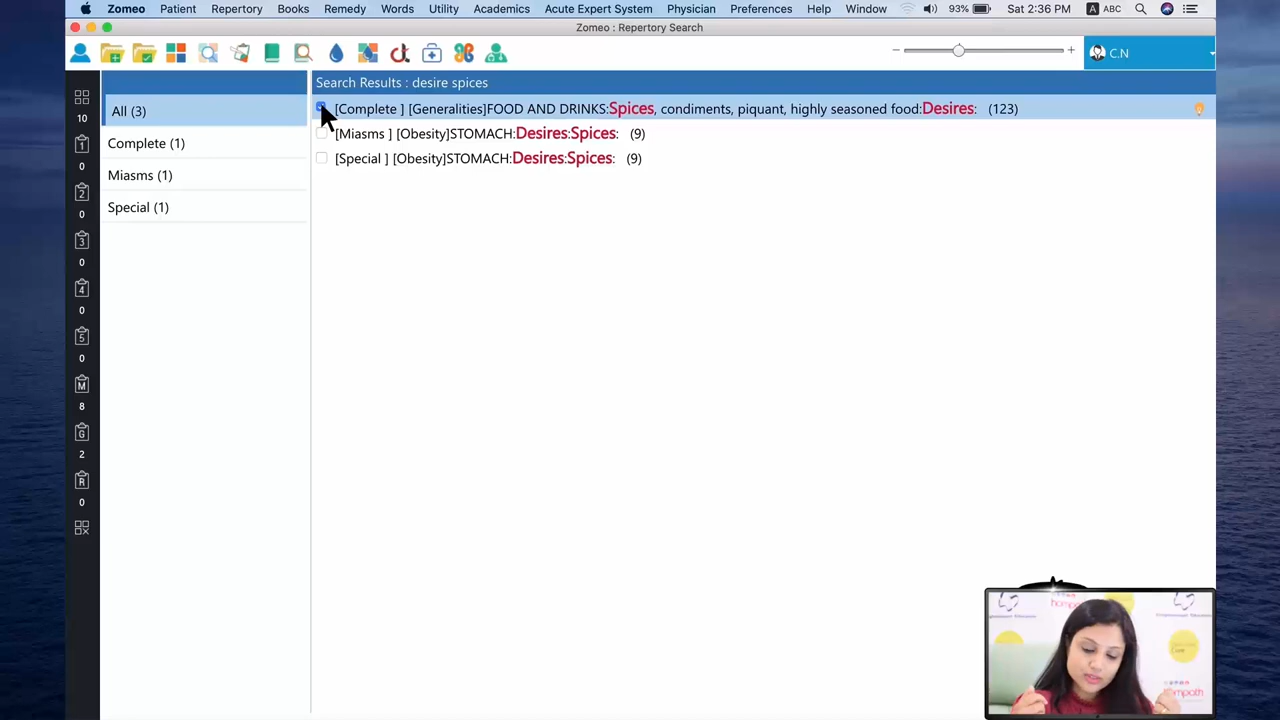 Zomeo Patient Repertory Books Remedy Words Utility Academics Acute Expert System Physician Preferences Help Window 93% Sat 2:36 PM A ABC
Zomeo : Repertory Search
C.N
Search Results : desire spices
All (3)
Complete (1)
Miasms (1)
Special (1)
[Complete ] [Generalities]FOOD AND DRINKS:Spices, condiments, piquant, highly seasoned food:Desires: (123)
[Miasms ] [Obesity]STOMACH:Desires:Spices: (9)
[Special ] [Obesity]STOMACH:Desires:Spices: (9)
10
1
0
2
0
3
0
4
0
5
0
M
8
G
2
R
0